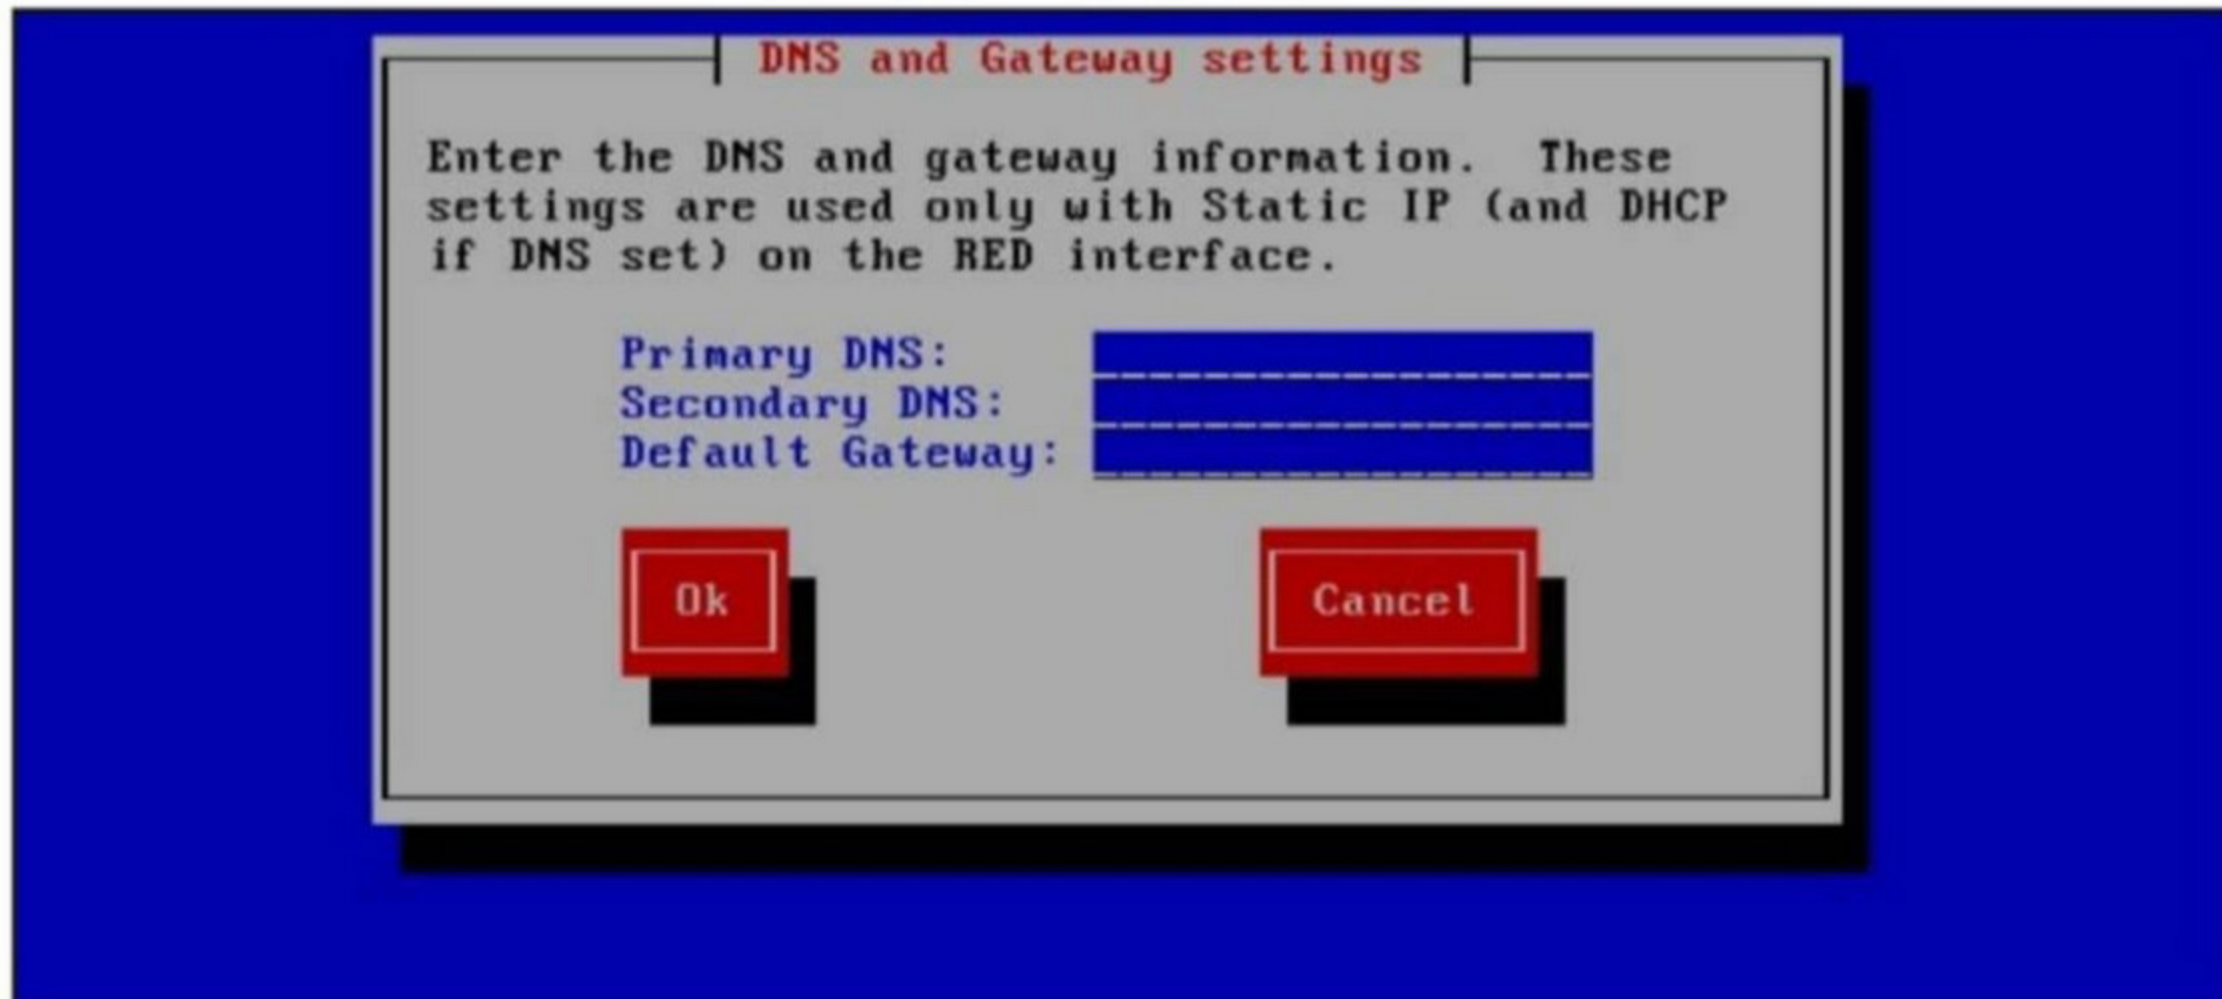 DNS and Gateway settings
Enter the DNS and gateway information.  These
settings are used only with Static IP (and DHCP
if DNS set) on the RED interface.
Primary DNS:
Secondary DNS:
Default Gateway:
Ok
Cancel